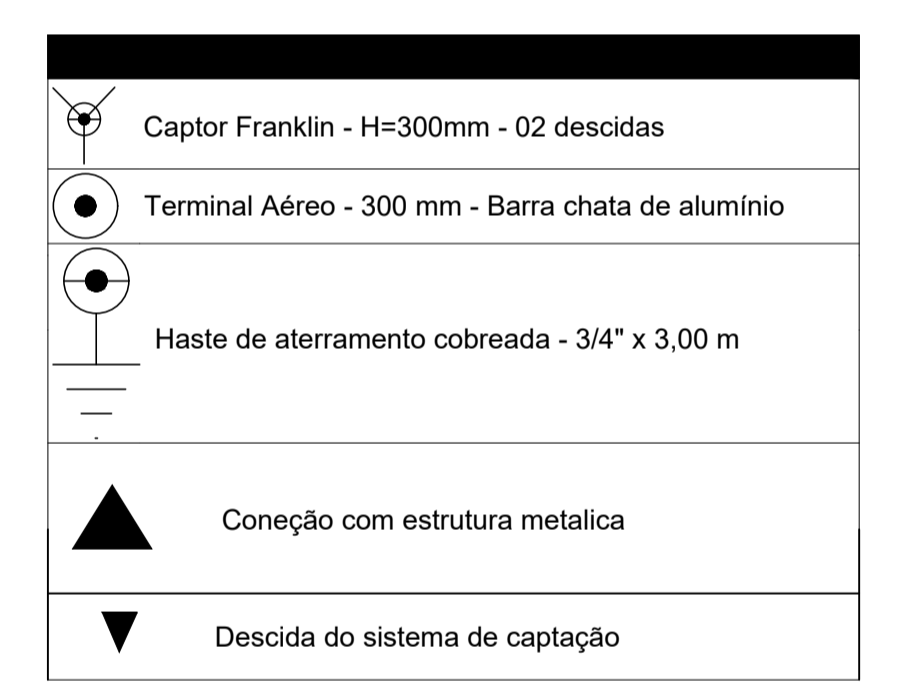 Captor Franklin - H=300mm - 02 descidas
Terminal Aéreo - 300 mm - Barra chata de alumínio
Haste de aterramento cobreada - 3/4" x 3,00 m
Coneção com estrutura metalica
Descida do sistema de captação